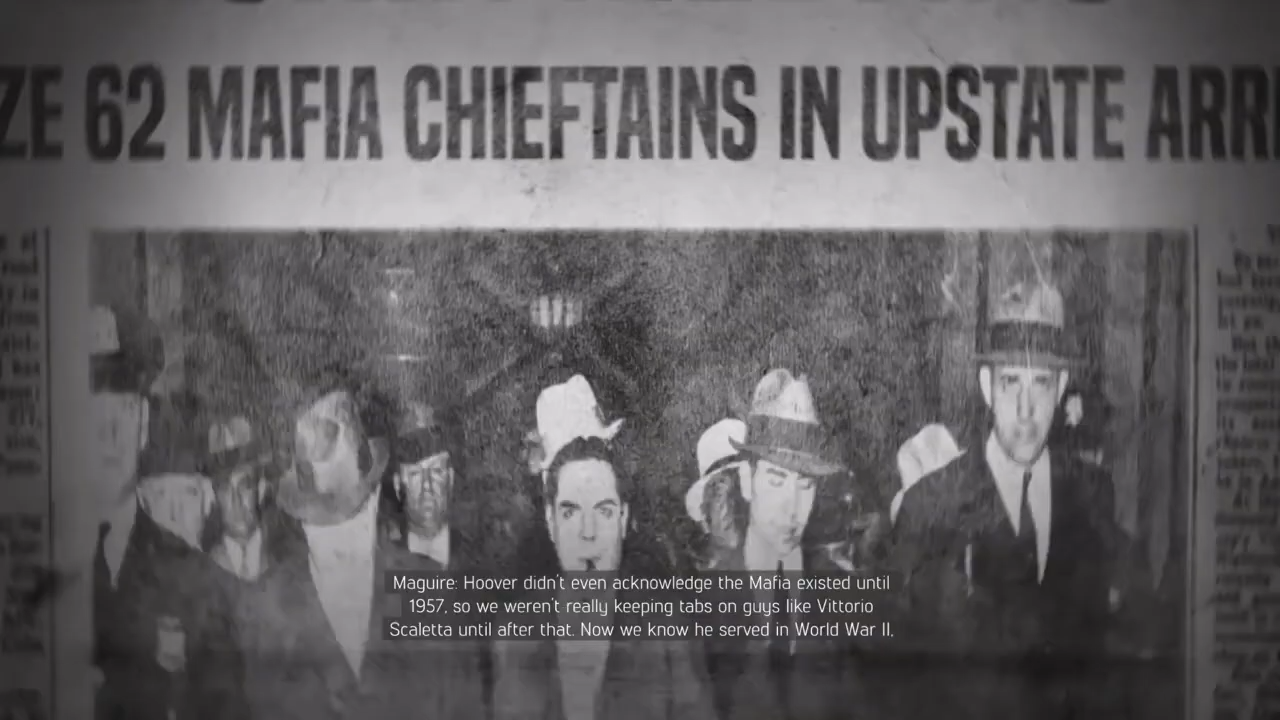 ZE 62 MAFIA CHIEFTAINS IN UPSTATE ARR
Maguire: Hoover didn't even acknowledge the Mafia existed until
1957, so we weren't really keeping tabs on guys like Vittorio
Scaletta until after that. Now we know he served in World War II,